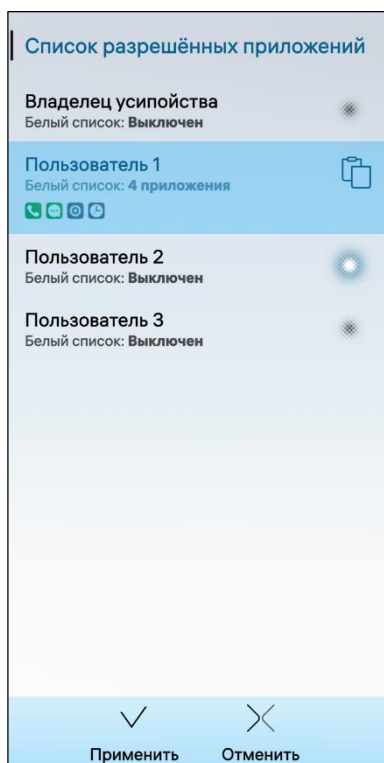 Список разрешённых приложений
Владелец усипойства
Белый список: Выключен
Пользователь 1
Белый список: 4 приложения
Пользователь 2
Белый список: Выключен
Пользователь 3
Белый список: Выключен
Применить Отменить